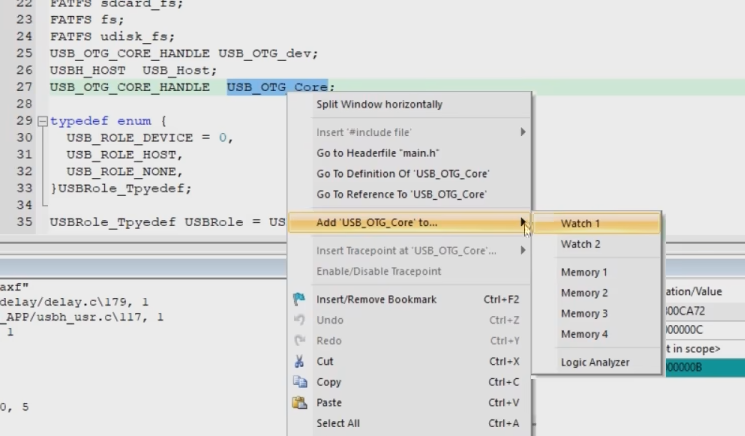 22 FATFS sdcard_fs;
23 FATFS fs;
24 FATFS udisk_fs;
25 USB_OTG_CORE_HANDLE USB_OTG_dev;
26 USBH_HOST USB_Host;
27 USB_OTG_CORE_HANDLE USB_OTG_Core;
28
29 typedef enum {
30 USB_ROLE_DEVICE = 0,
31 USB_ROLE_HOST,
32 USB_ROLE_NONE,
33 }USBRole_Tpyedef;
34
35 USBRole_Tpyedef USBRole = US
Split Window horizontally
Insert '#include file'
Go to Headerfile "main.h"
Go To Definition Of 'USB_OTG_Core'
Go To Reference To 'USB_OTG_Core'
Add 'USB_OTG_Core' to...
Insert Tracepoint at 'USB_OTG_Core'...
Enable/Disable Tracepoint
Insert/Remove Bookmark Ctrl+F2
Undo Ctrl+Z
Redo Ctrl+Y
Cut Ctrl+X
Copy Ctrl+C
Paste Ctrl+V
Select All Ctrl+A
Watch 1
Watch 2
Memory 1
Memory 2
Memory 3
Memory 4
Logic Analyzer
axf"
delay/delay.c\179, 1
_APP/usbh_usr.c\117, 1
1
0, 5
ation/Value
00CA72
00000C
t in scope>
00000B